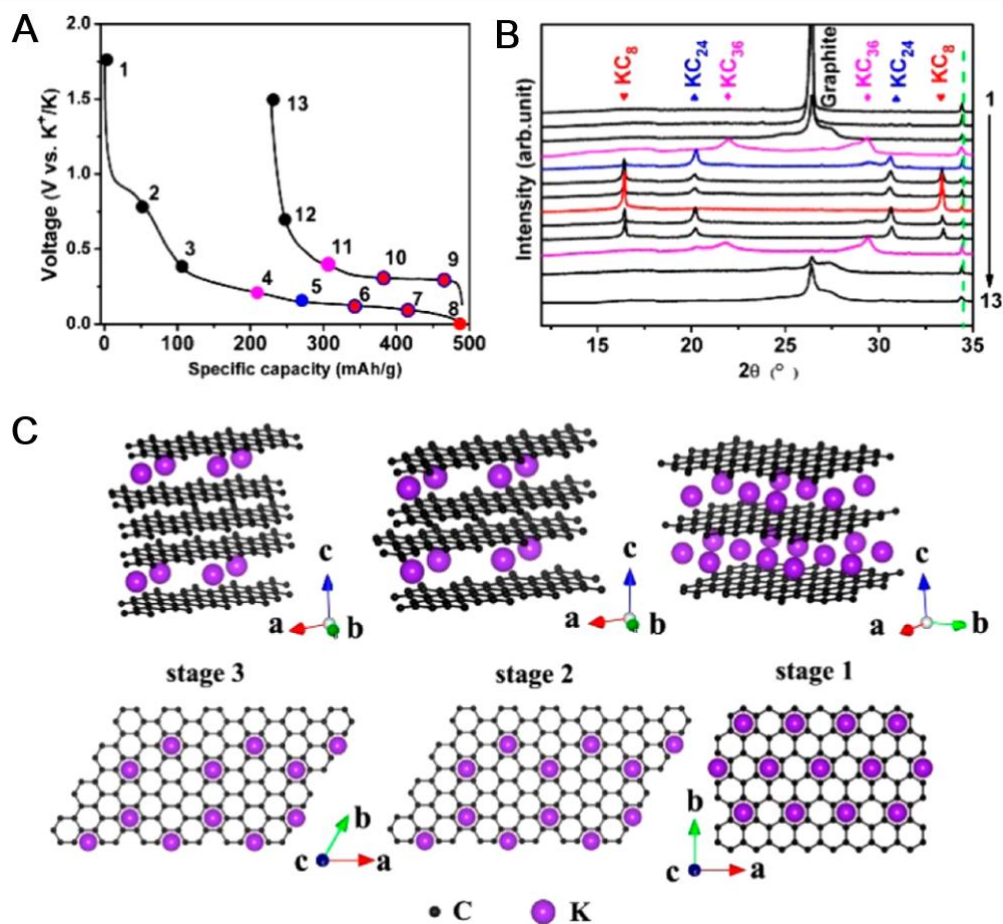 A
Voltage (V vs. K⁺/K)
2.0
1.5
1.0
0.5
0.0
1
2
3
4
5
6
7
8
9
10
11
12
13
0 100 200 300 400 500
Specific capacity (mAh/g)
B
Intensity (arb.unit)
KC₈
KC₂₄
KC₃₆
Graphite
KC₃₆
KC₂₄
KC₈
1
13
15 20 25 30 35
2θ (°)
C
c
a b
c
a b
c
a b
stage 3 stage 2 stage 1
b
c a
b
c a
b
c a
C K